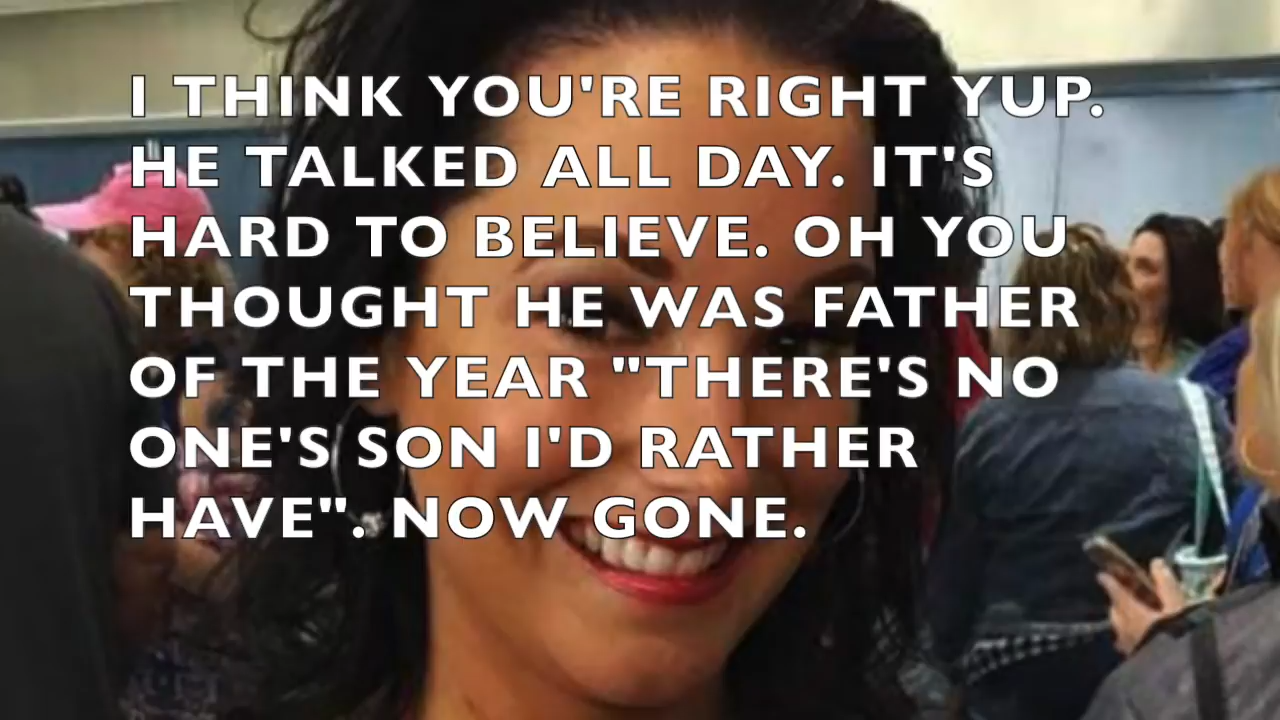 I THINK YOU'RE RIGHT YUP.
HE TALKED ALL DAY. IT'S
HARD TO BELIEVE. OH YOU
THOUGHT HE WAS FATHER
OF THE YEAR "THERE'S NO
ONE'S SON I'D RATHER
HAVE". NOW GONE.